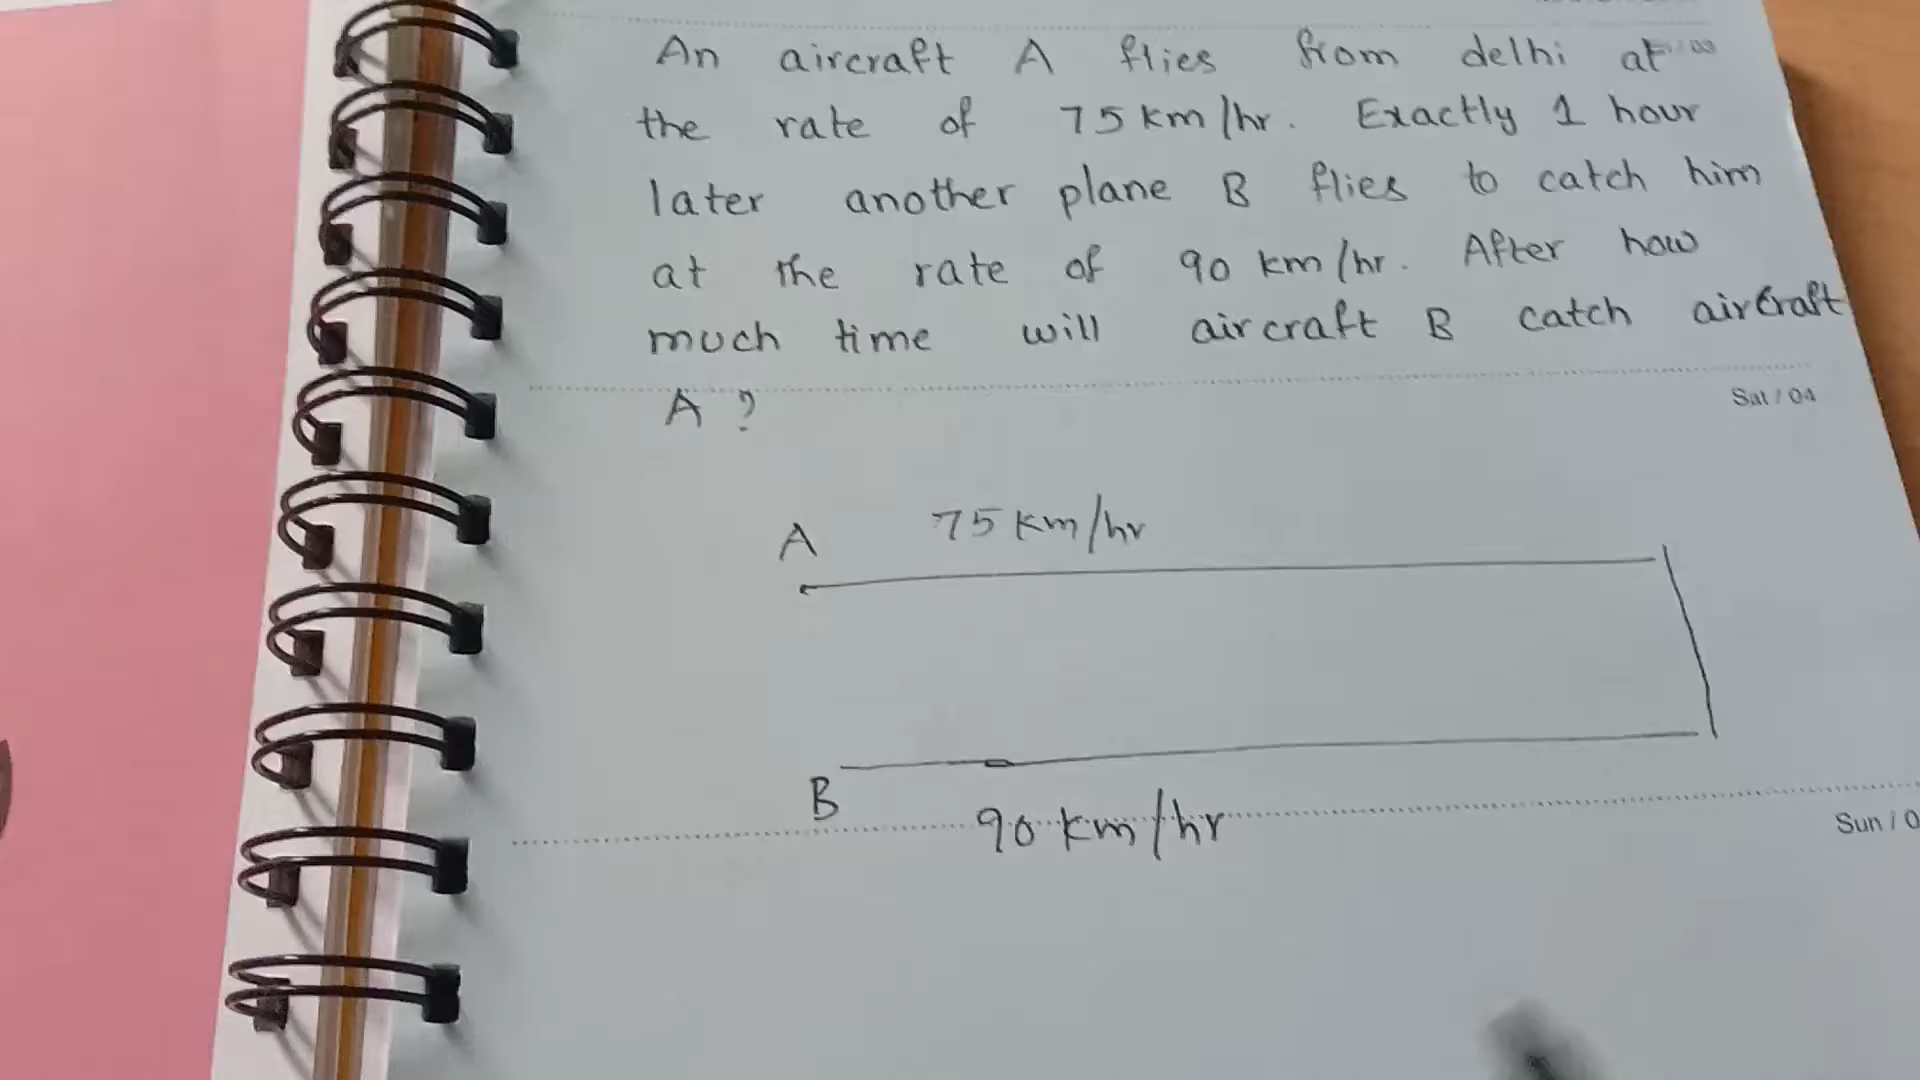 An aircraft A flies from delhi at
the rate of 75 km/hr. Exactly 1 hour
later another plane B flies to catch him
at the rate of 90 km/hr. After how
much time will aircraft B catch aircraft
A ?
Sat / 04
A 75 km/hr
B
90 km/hr
Sun / 0